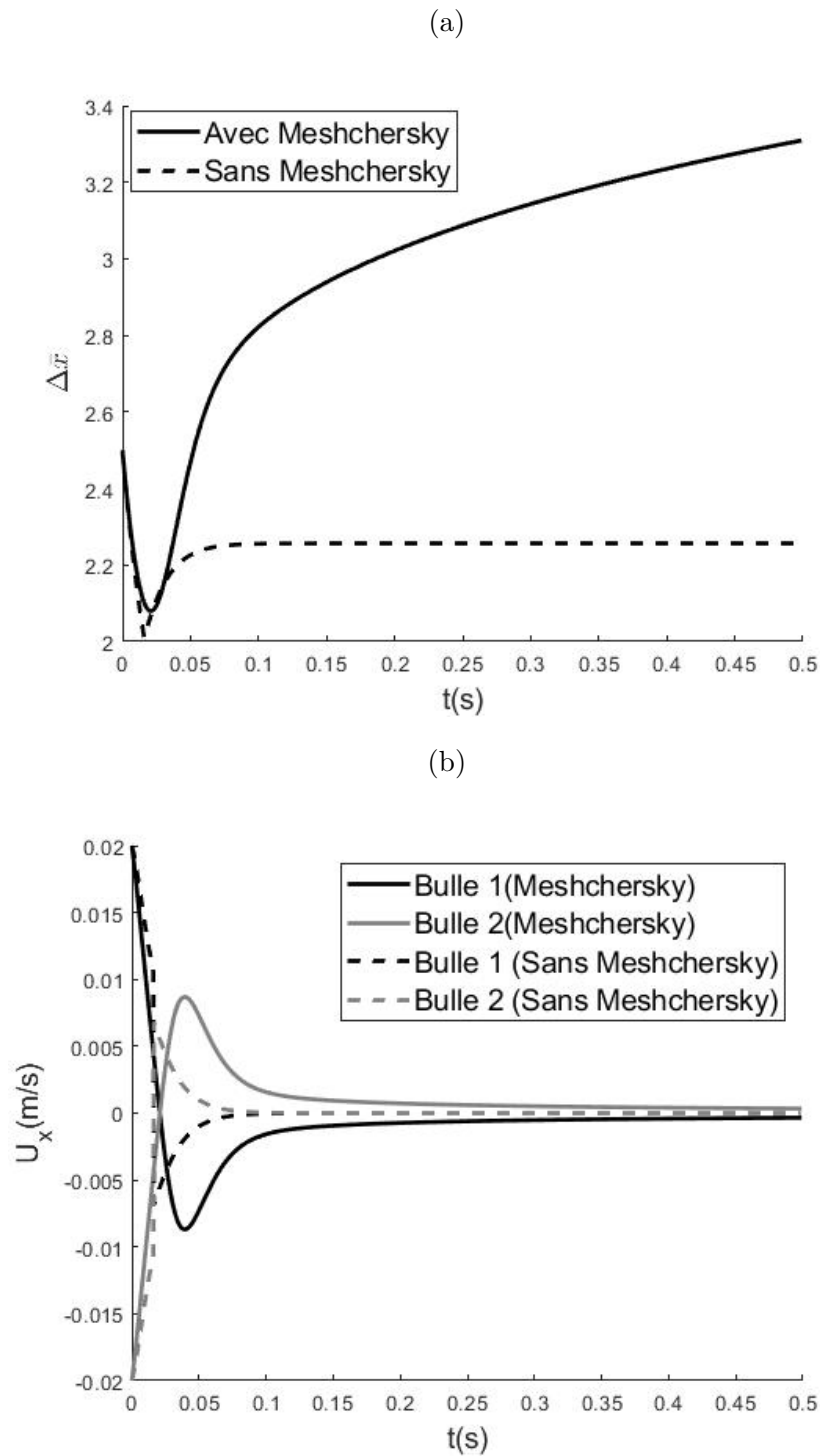 (a)
3.4
3.2
3
2.8
2.6
2.4
2.2
2
Δx̄
Avec Meshchersky
Sans Meshchersky
0 0.05 0.1 0.15 0.2 0.25 0.3 0.35 0.4 0.45 0.5
t(s)
(b)
0.02
0.015
0.01
0.005
0
-0.005
-0.01
-0.015
-0.02
U_x(m/s)
Bulle 1(Meshchersky)
Bulle 2(Meshchersky)
Bulle 1 (Sans Meshchersky)
Bulle 2 (Sans Meshchersky)
0 0.05 0.1 0.15 0.2 0.25 0.3 0.35 0.4 0.45 0.5
t(s)